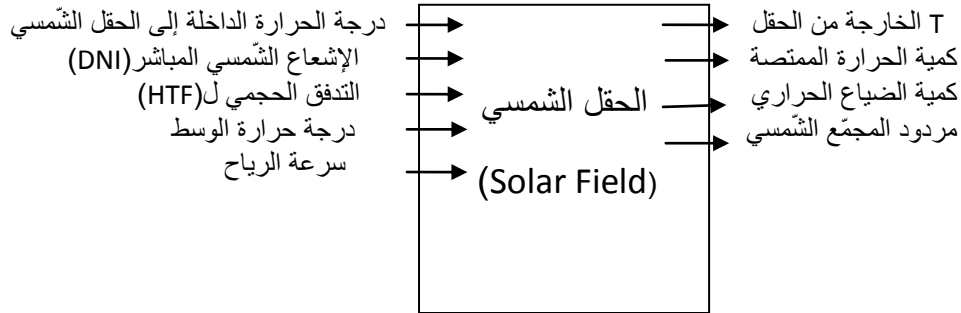 درجة الحرارة الداخلة إلى الحقل الشّمسي
الإشعاع الشّمسي المباشر(DNI)
التدفق الحجمي ل(HTF)
درجة حرارة الوسط
سرعة الرياح
الحقل الشمسي
(Solar Field)
T الخارجة من الحقل
كمية الحرارة الممتصة
كمية الضياع الحراري
مردود المجمّع الشّمسي